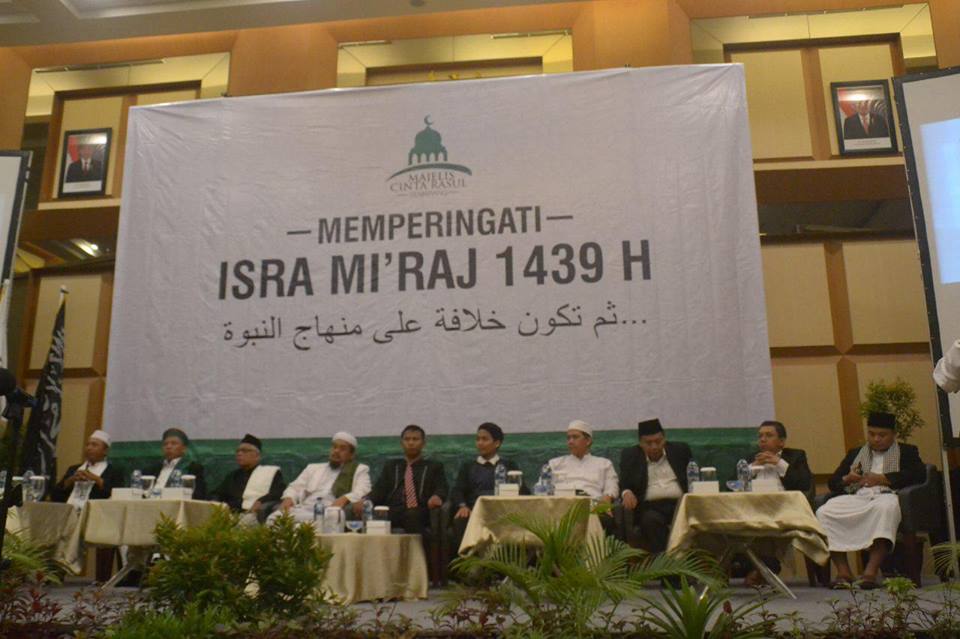 MAJELIS
CINTA RASUL
—MEMPERINGATI—
ISRA MI'RAJ 1439 H
...ثم تكون خلافة على منهاج النبوة